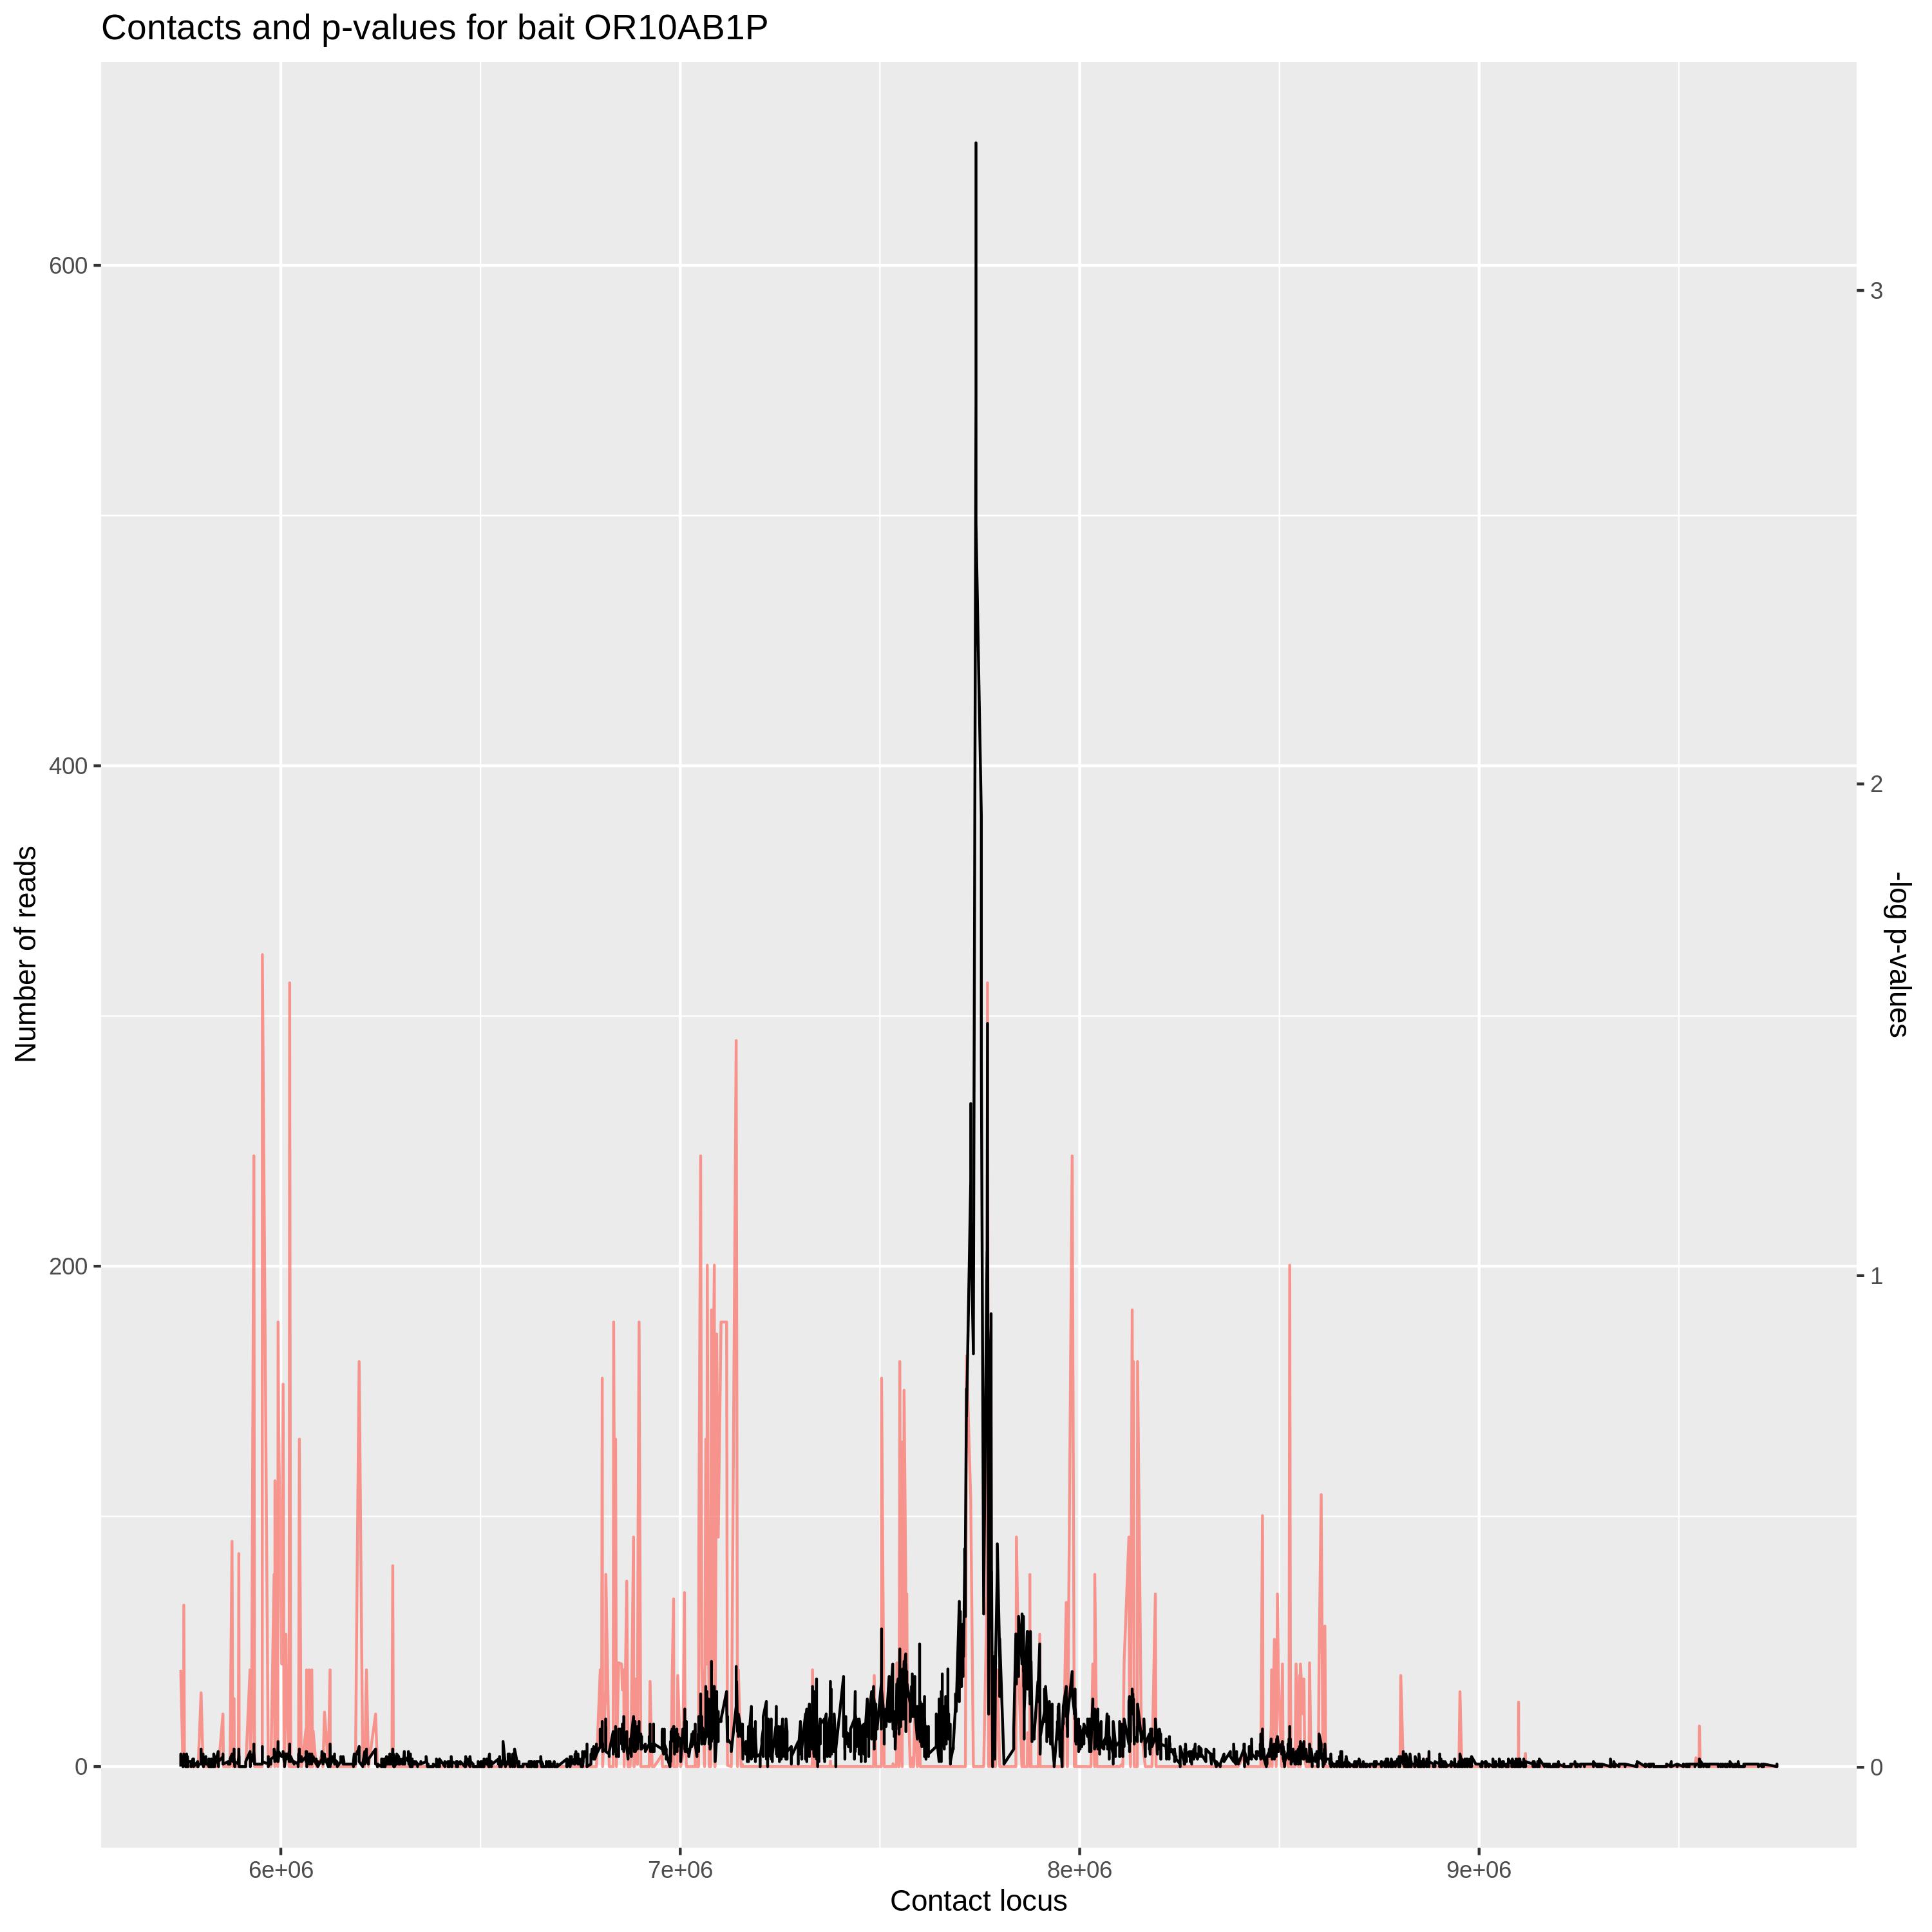 Contacts and p-values for bait OR10AB1P
600
400
200
0
Number of reads
3
2
1
0
-log p-values
6e+06
7e+06
8e+06
9e+06
Contact locus